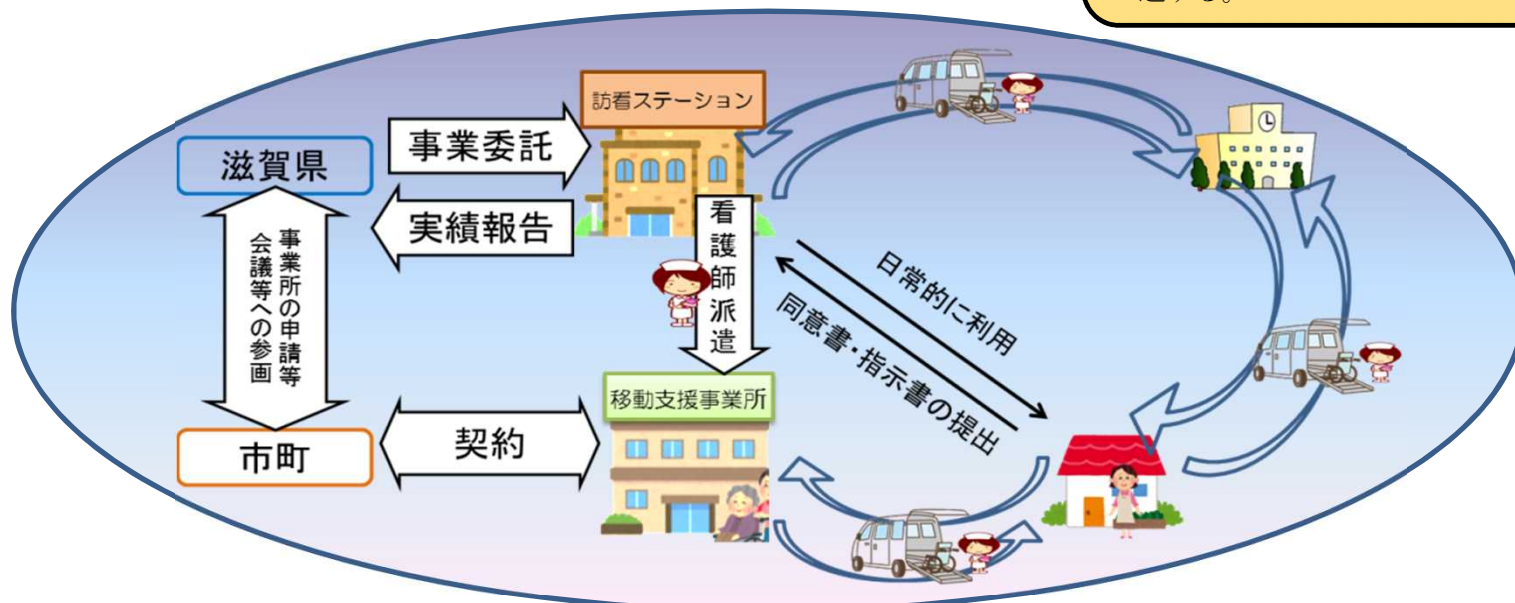 返する。
訪看ステーション
事業委託
滋賀県
実績報告
看護師派遣
事業所の申請等
会議等への参画
日常的に利用
同意書・指示書の提出
移動支援事業所
市町
契約